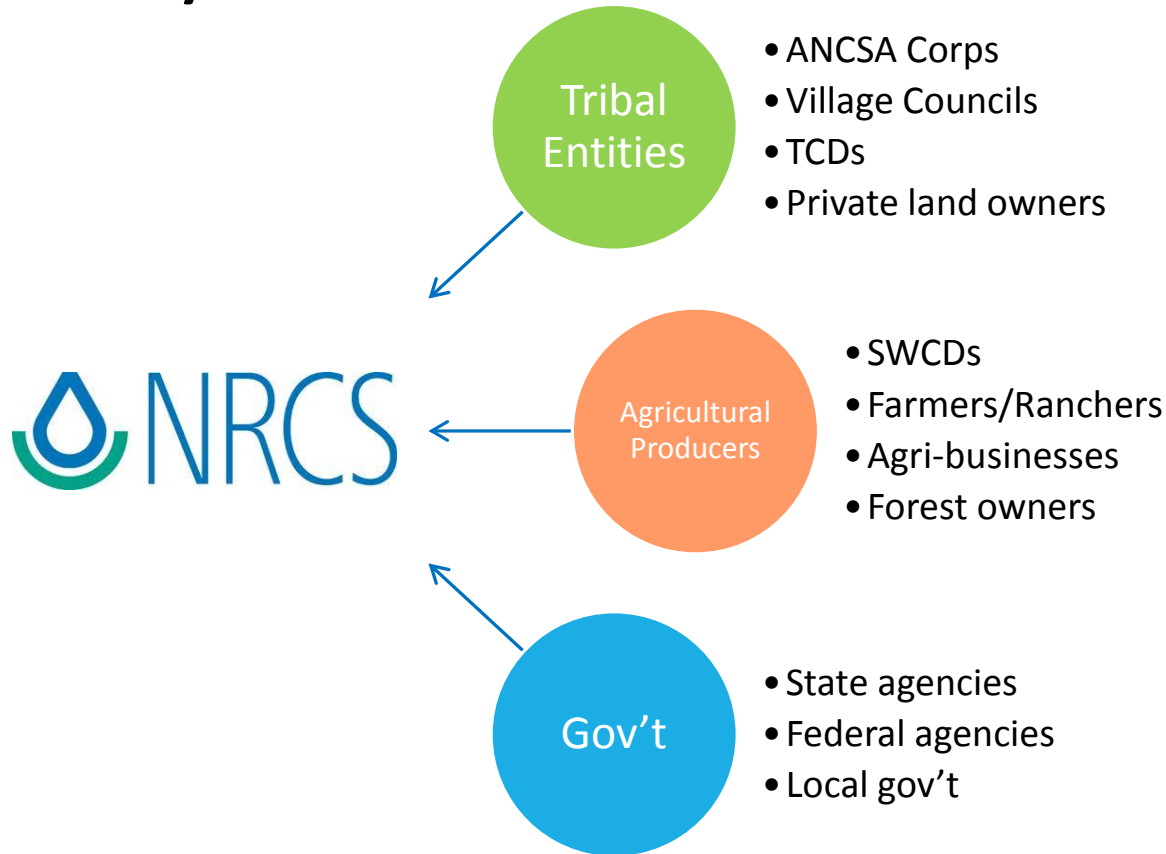 Tribal
Entities
• ANCSA Corps
• Village Councils
• TCDs
• Private land owners
NRCS
Agricultural
Producers
• SWCDs
• Farmers/Ranchers
• Agri-businesses
• Forest owners
Gov’t
• State agencies
• Federal agencies
• Local gov’t